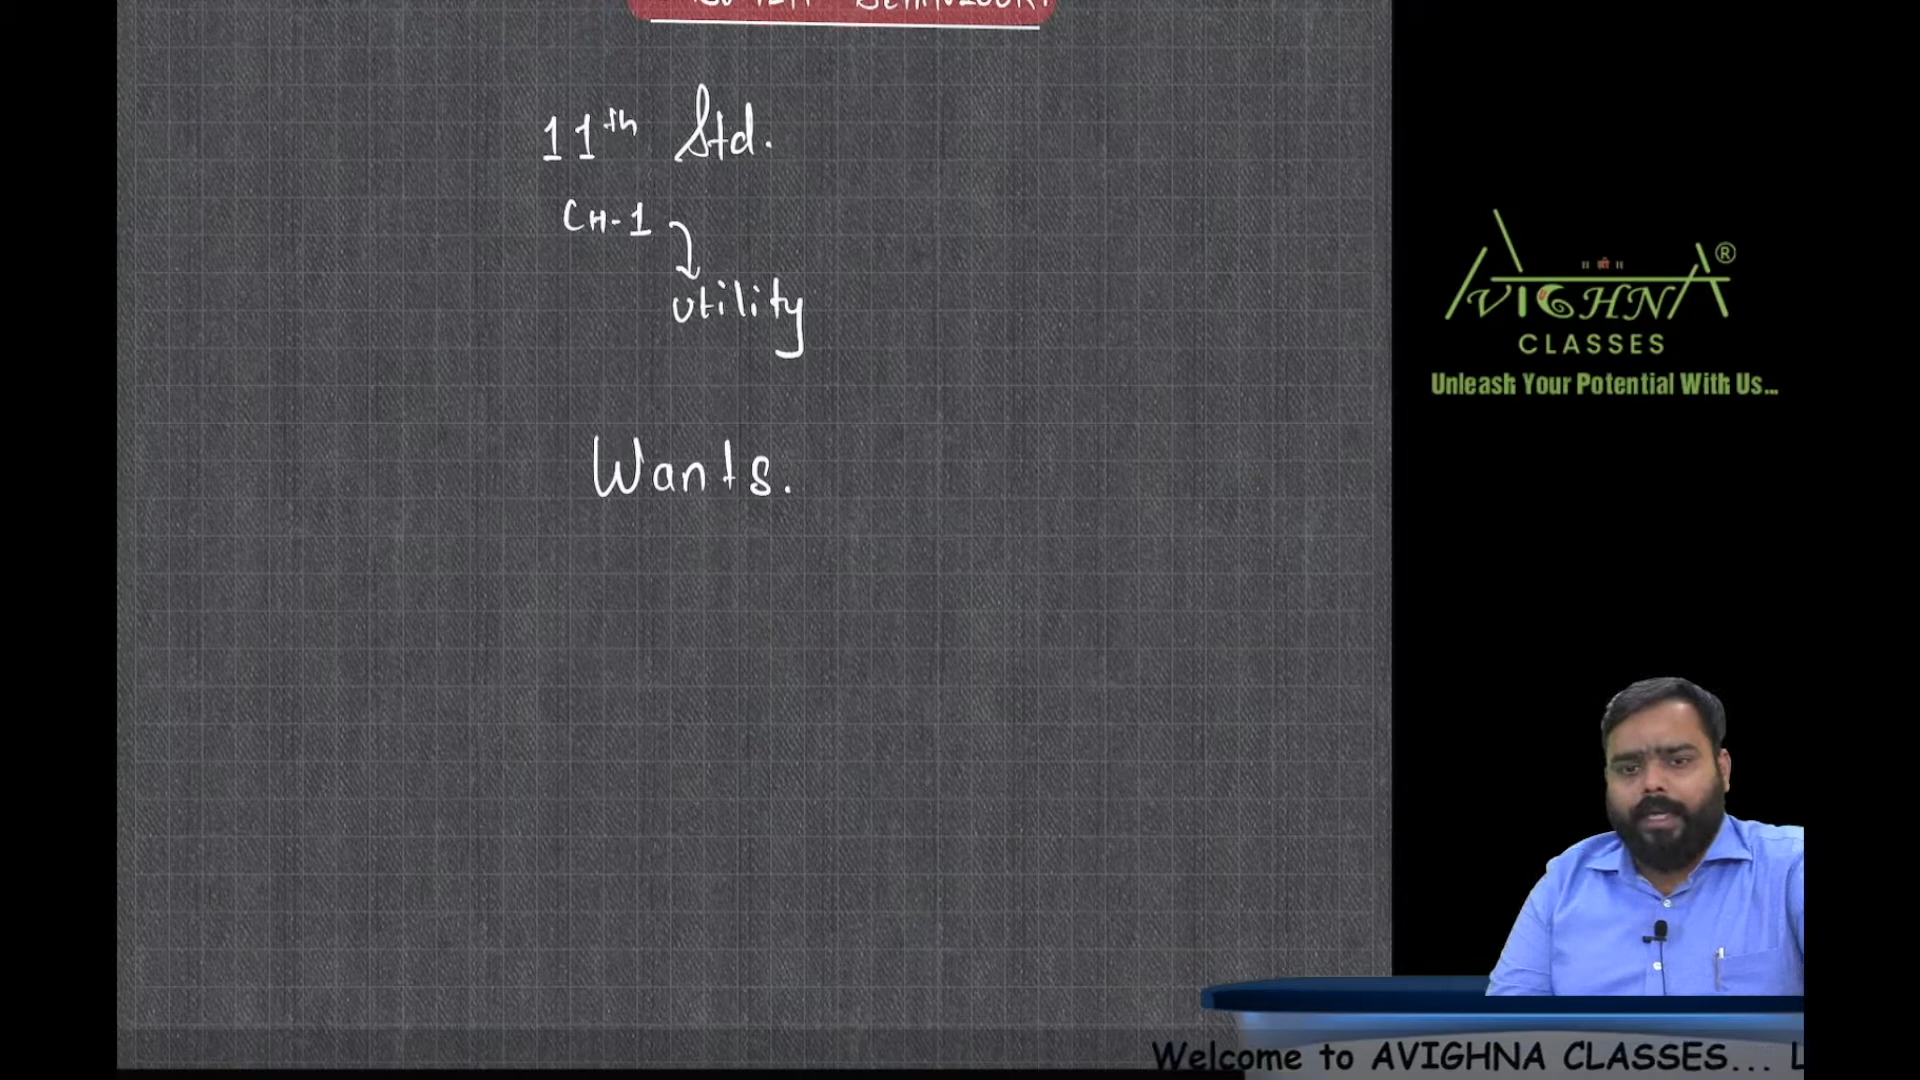 11th Std.
CH-1
utility
Wants.
AVIGHNA ®
CLASSES
Unleash Your Potential With Us...
Welcome to AVIGHNA CLASSES... L